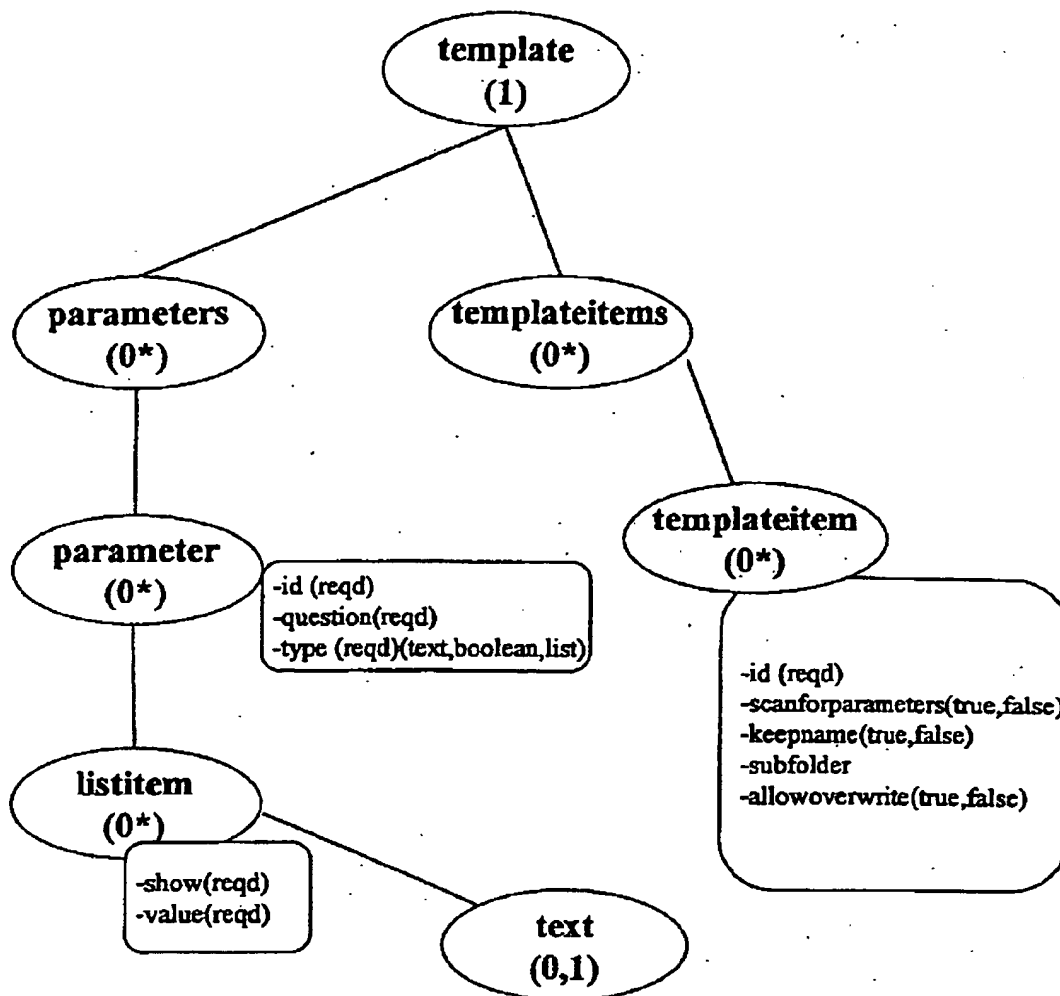 template
(1)
parameters
(0*)
templateitems
(0*)
parameter
(0*)
-id (reqd)
-question(reqd)
-type (reqd)(text,boolean,list)
templateitem
(0*)
-id (reqd)
-scanforparameters(true,false)
-keepname(true,false)
-subfolder
-allowoverwrite(true,false)
listitem
(0*)
-show(reqd)
-value(reqd)
text
(0,1)